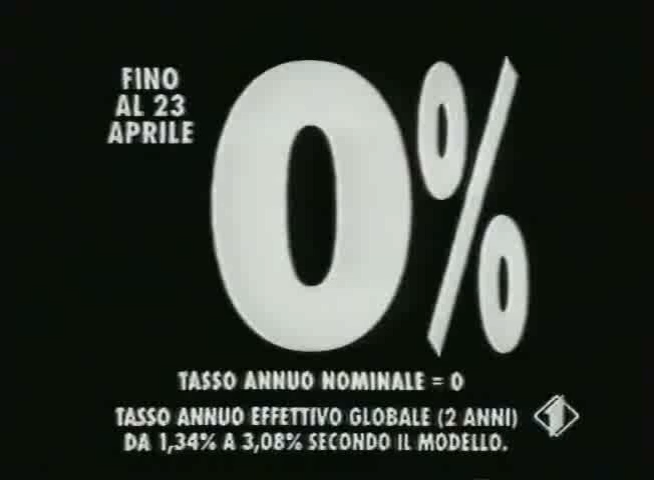 FINO
AL 23
APRILE
0%
TASSO ANNUO NOMINALE = 0
TASSO ANNUO EFFETTIVO GLOBALE (2 ANNI)
DA 1,34% A 3,08% SECONDO IL MODELLO.
1